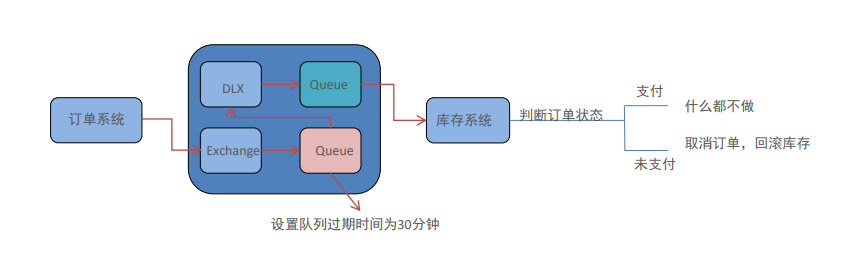 订单系统
DLX
Queue
Exchange
Queue
设置队列过期时间为30分钟
库存系统
判断订单状态
支付
什么都不做
取消订单，回滚库存
未支付